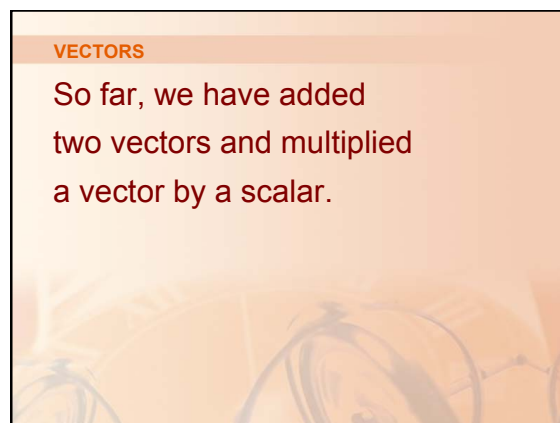 VECTORS
So far, we have added
two vectors and multiplied
a vector by a scalar.